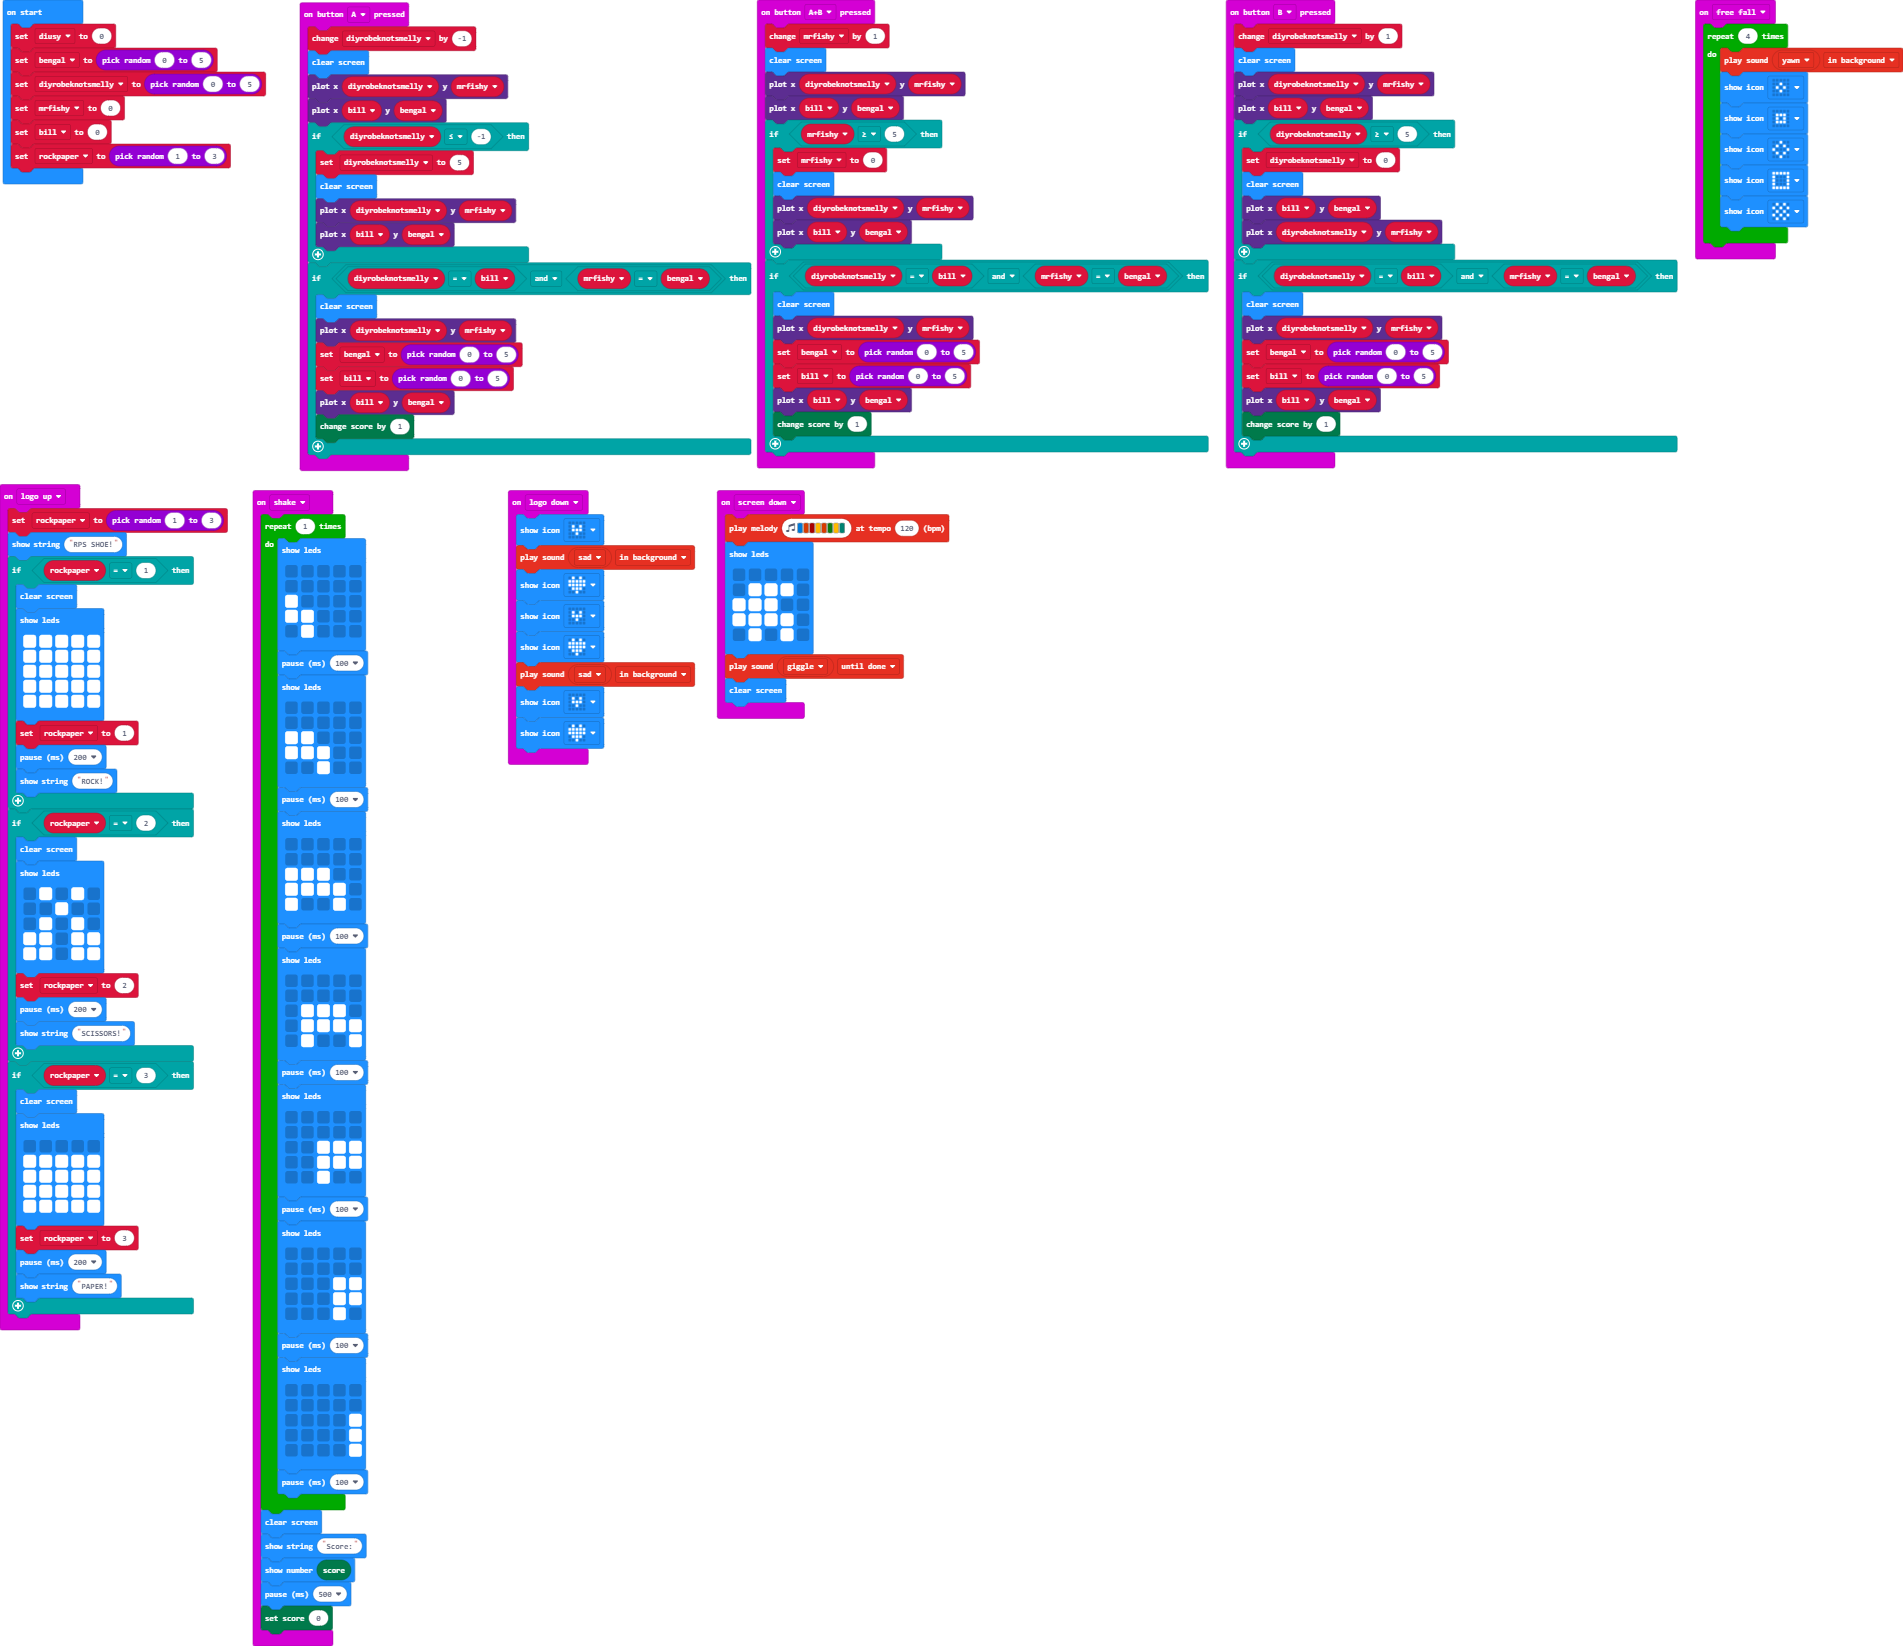 on start
set diusy to 0
set bengal to pick random 0 to 5
set diyrobeknotsmelly to pick random 0 to 5
set mrfishy to 0
set bill to 0
set rockpaper to pick random 1 to 3
on button A pressed
change diyrobeknotsmelly by -1
clear screen
plot x diyrobeknotsmelly y mrfishy
plot x bill y bengal
if diyrobeknotsmelly ≤ -1 then
set diyrobeknotsmelly to 5
clear screen
plot x diyrobeknotsmelly y mrfishy
plot x bill y bengal
if diyrobeknotsmelly = bill and mrfishy = bengal then
clear screen
plot x diyrobeknotsmelly y mrfishy
set bengal to pick random 0 to 5
set bill to pick random 0 to 5
plot x bill y bengal
change score by 1
on button A+B pressed
change mrfishy by 1
clear screen
plot x diyrobeknotsmelly y mrfishy
plot x bill y bengal
if mrfishy ≥ 5 then
set mrfishy to 0
clear screen
plot x diyrobeknotsmelly y mrfishy
plot x bill y bengal
if diyrobeknotsmelly = bill and mrfishy = bengal then
clear screen
plot x diyrobeknotsmelly y mrfishy
set bengal to pick random 0 to 5
set bill to pick random 0 to 5
plot x bill y bengal
change score by 1
on button B pressed
change diyrobeknotsmelly by 1
clear screen
plot x diyrobeknotsmelly y mrfishy
plot x bill y bengal
if diyrobeknotsmelly ≥ 5 then
set diyrobeknotsmelly to 0
clear screen
plot x bill y bengal
plot x diyrobeknotsmelly y mrfishy
if diyrobeknotsmelly = bill and mrfishy = bengal then
clear screen
plot x diyrobeknotsmelly y mrfishy
set bengal to pick random 0 to 5
set bill to pick random 0 to 5
plot x bill y bengal
change score by 1
on free fall
repeat 4 times
do play sound yawn in background
show icon
show icon
show icon
show icon
show icon
on logo up
set rockpaper to pick random 1 to 3
show string "RPS SHOE!"
if rockpaper = 1 then
clear screen
show leds
set rockpaper to 1
pause (ms) 200
show string "ROCK!"
if rockpaper = 2 then
clear screen
show leds
set rockpaper to 2
pause (ms) 200
show string "SCISSORS!"
if rockpaper = 3 then
clear screen
show leds
set rockpaper to 3
pause (ms) 200
show string "PAPER!"
on shake
repeat 1 times
do show leds
pause (ms) 100
show leds
pause (ms) 100
show leds
pause (ms) 100
show leds
pause (ms) 100
show leds
pause (ms) 100
show leds
pause (ms) 100
show leds
pause (ms) 100
clear screen
show string "Score:"
show number score
pause (ms) 500
set score 0
on logo down
show icon
play sound sad in background
show icon
show icon
show icon
play sound sad in background
show icon
show icon
on screen down
play melody at tempo 120 (bpm)
show leds
play sound giggle until done
clear screen